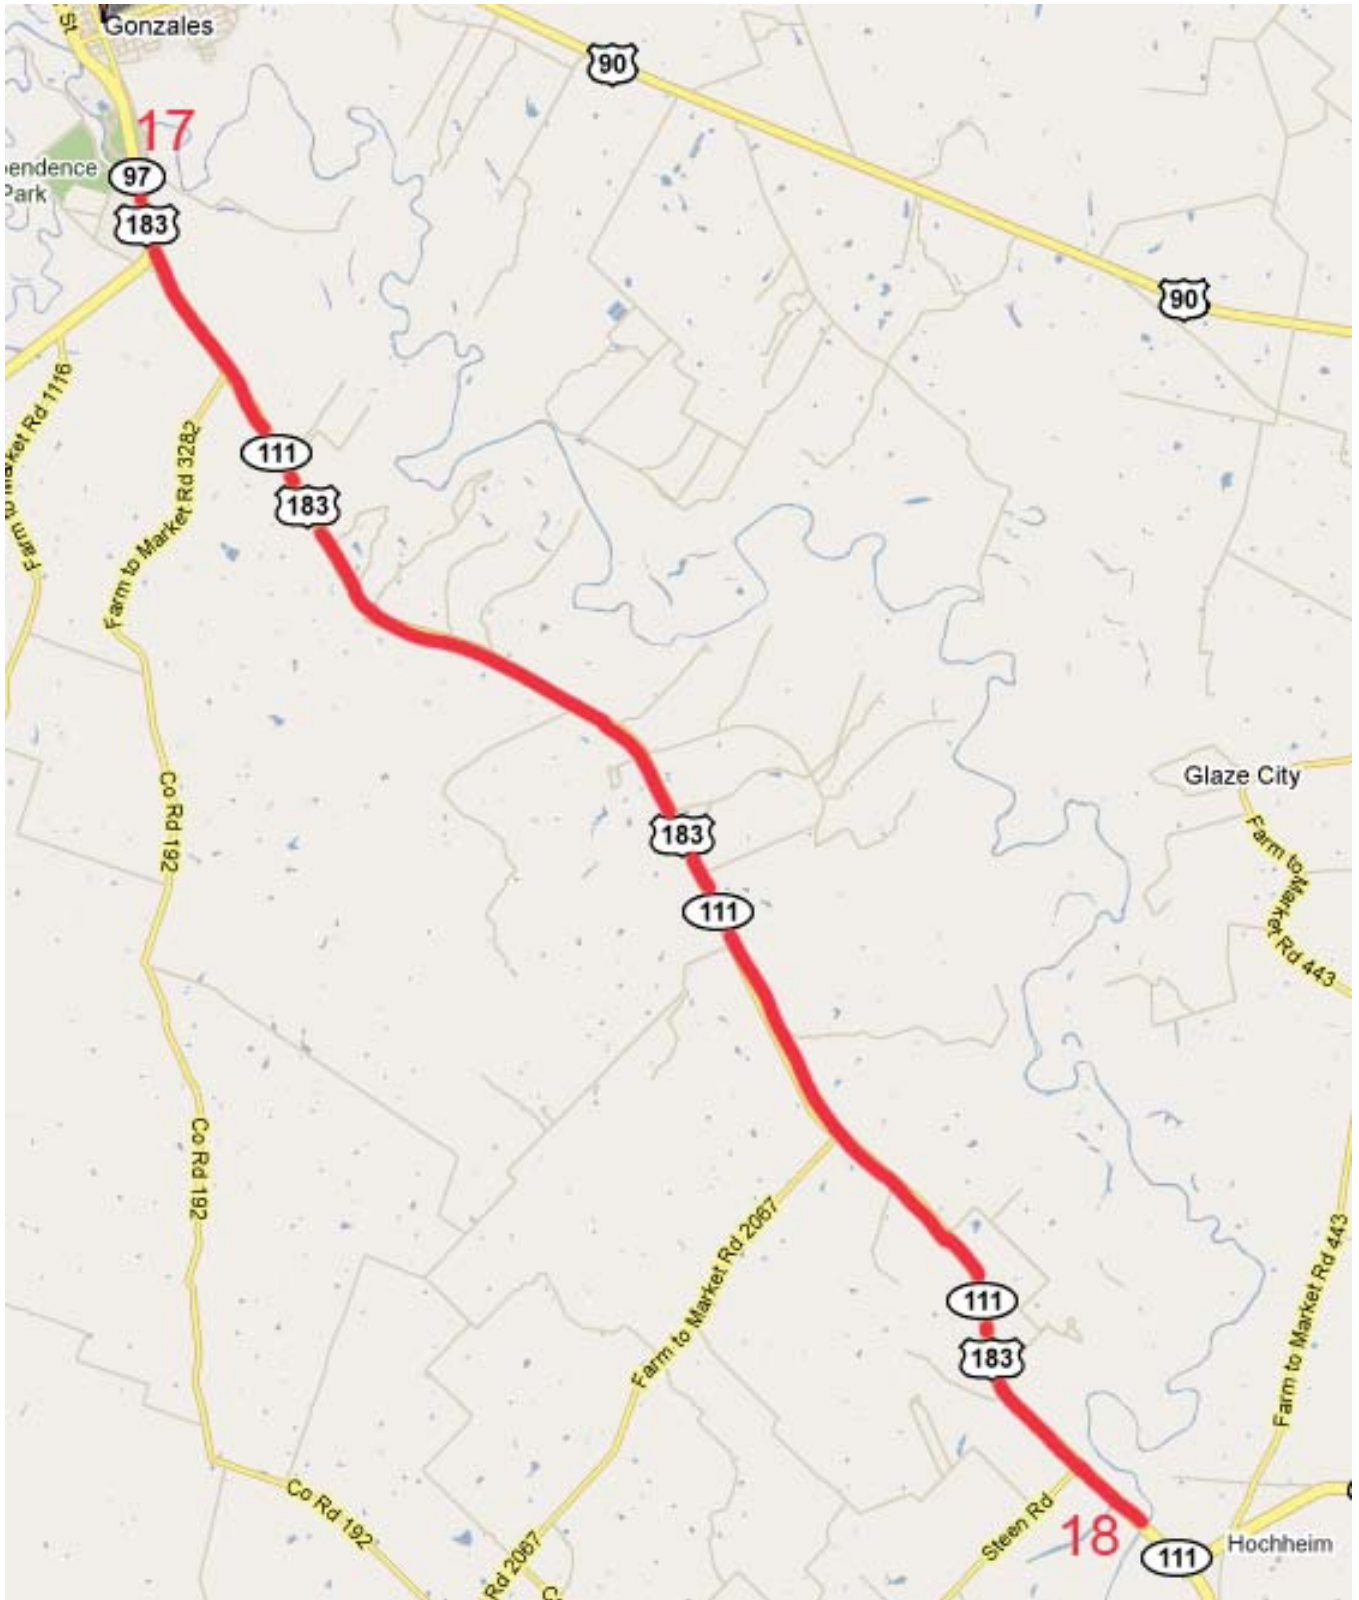 St
Gonzales
90
17
pendence
Park
97
183
90
Farm to Market Rd 1116
Farm to Market Rd 3282
111
183
Co Rd 192
183
Glaze City
111
Farm to Market Rd 443
Co Rd 192
Farm to Market Rd 2067
111
183
Farm to Market Rd 443
Co Rd 192
Steen Rd
18
Hochheim
111
Rd 2067